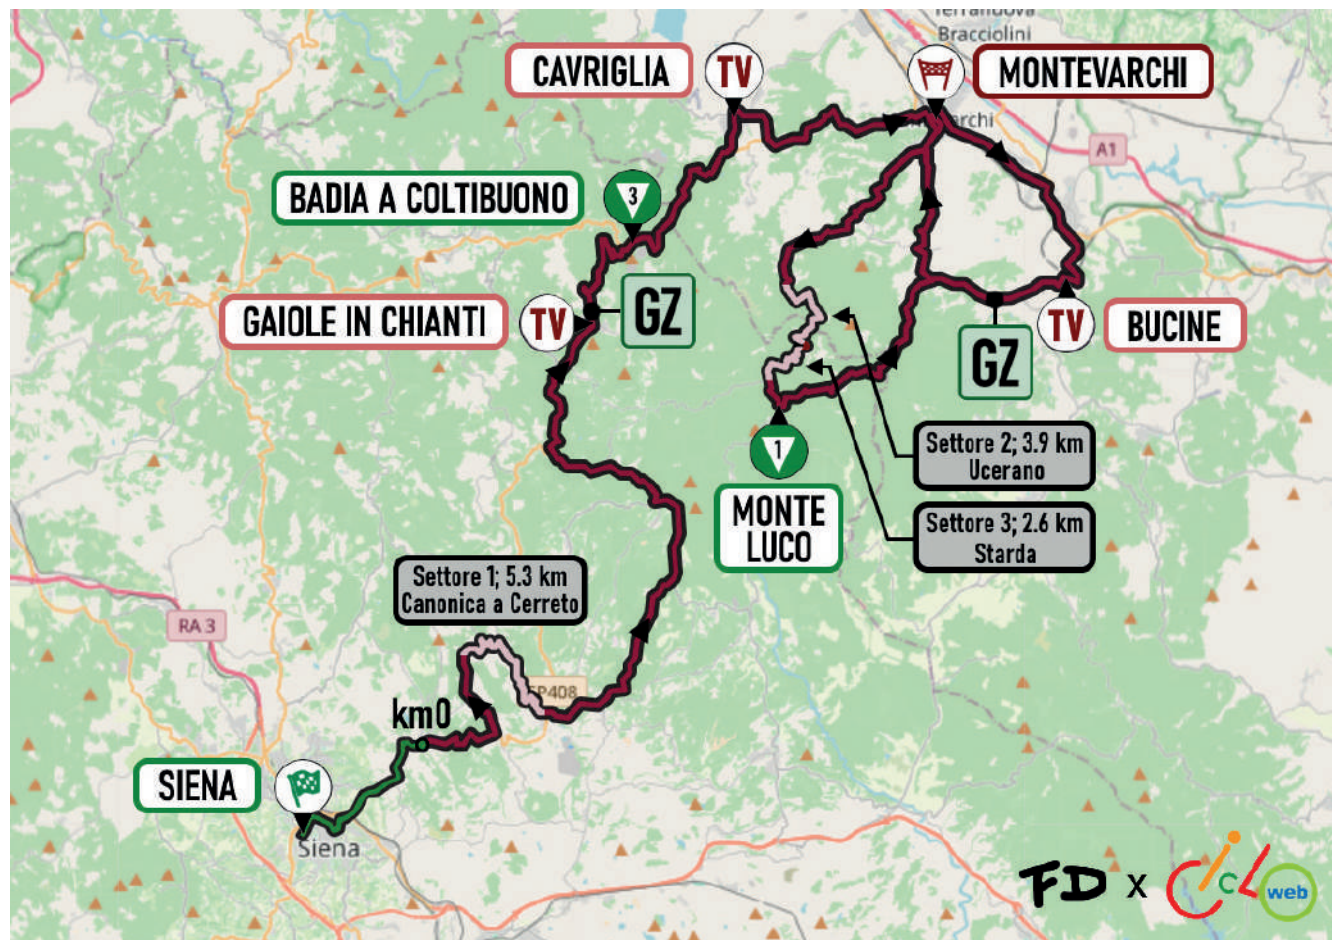 Terranuova
Bracciolini
CAVRIGLIA
TV
MONTEVARCHI
A1
BADIA A COLTIBUONO
3
GAIOLE IN CHIANTI
TV
GZ
TV
BUCINE
GZ
1
MONTE
LUCO
Settore 2; 3.9 km
Ucerano
Settore 3; 2.6 km
Starda
Settore 1; 5.3 km
Canonica a Cerreto
RA 3
SP408
km0
SIENA
Siena
FD x
Ciclo
web